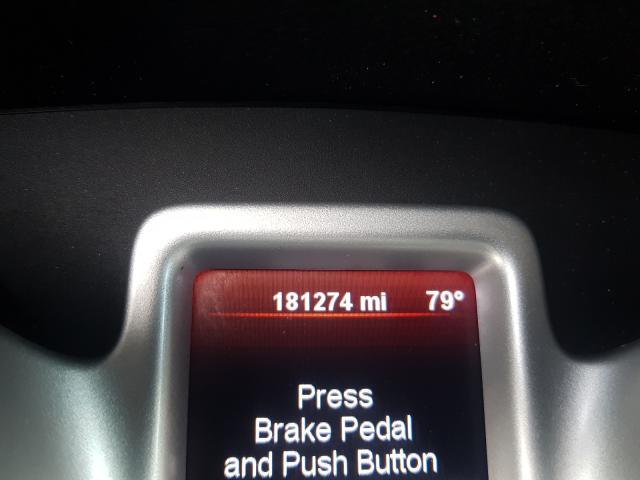 181274 mi 79°
Press
Brake Pedal
and Push Button